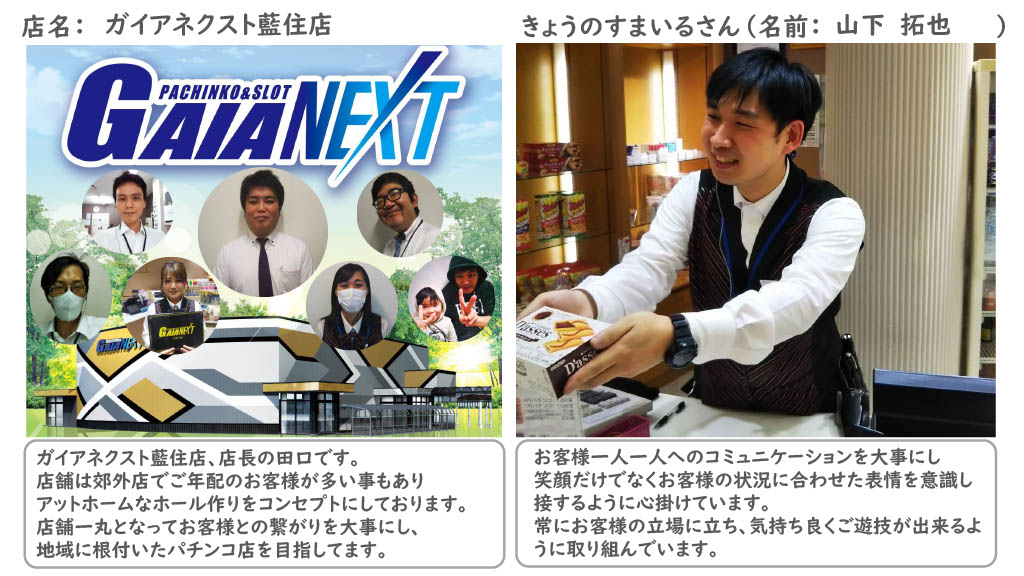 店名： ガイアネクスト藍住店
きょうのすまいるさん（名前： 山下 拓也 ）
PACHINKO&SLOT
GAIANEXT
GAIANEXT
GAIANEXT
D'asses
D'asses
ガイアネクスト藍住店、店長の田口です。
店舗は郊外店でご年配のお客様が多い事もあり
アットホームなホール作りをコンセプトにしております。
店舗一丸となってお客様との繋がりを大事にし、
地域に根付いたパチンコ店を目指してます。
お客様一人一人へのコミュニケーションを大事にし
笑顔だけでなくお客様の状況に合わせた表情を意識し
接するように心掛けています。
常にお客様の立場に立ち、気持ち良くご遊技が出来るよ
うに取り組んでいます。